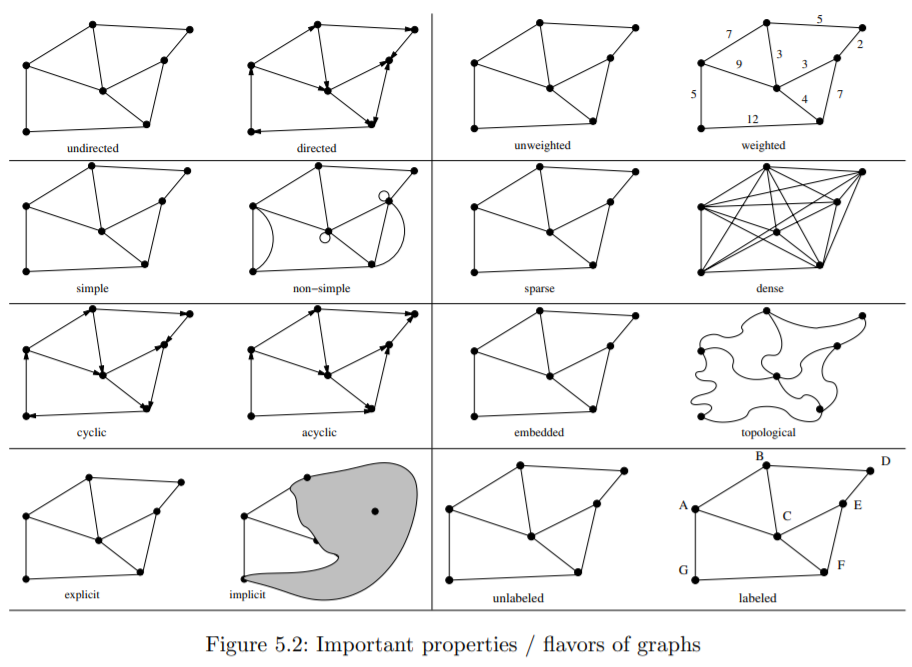 undirected
directed
unweighted
5
7
2
3
9
3
5
4
7
12
weighted
simple
non−simple
sparse
dense
cyclic
acyclic
embedded
topological
explicit
implicit
unlabeled
B
D
A
E
C
G
F
labeled
Figure 5.2: Important properties / flavors of graphs